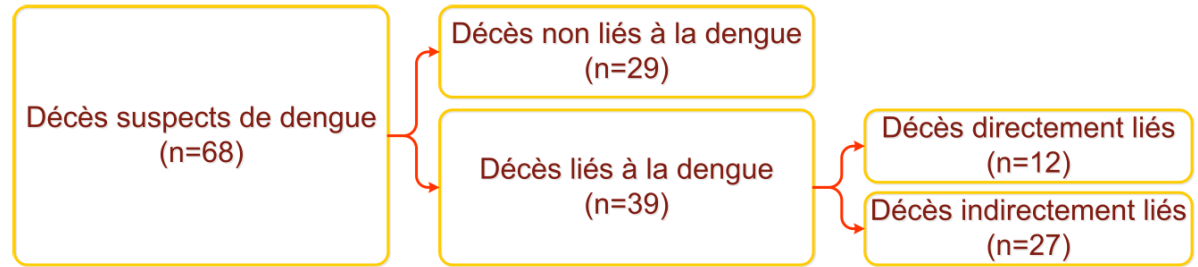 Décès suspects de dengue
(n=68)
Décès non liés à la dengue
(n=29)
Décès liés à la dengue
(n=39)
Décès directement liés
(n=12)
Décès indirectement liés
(n=27)